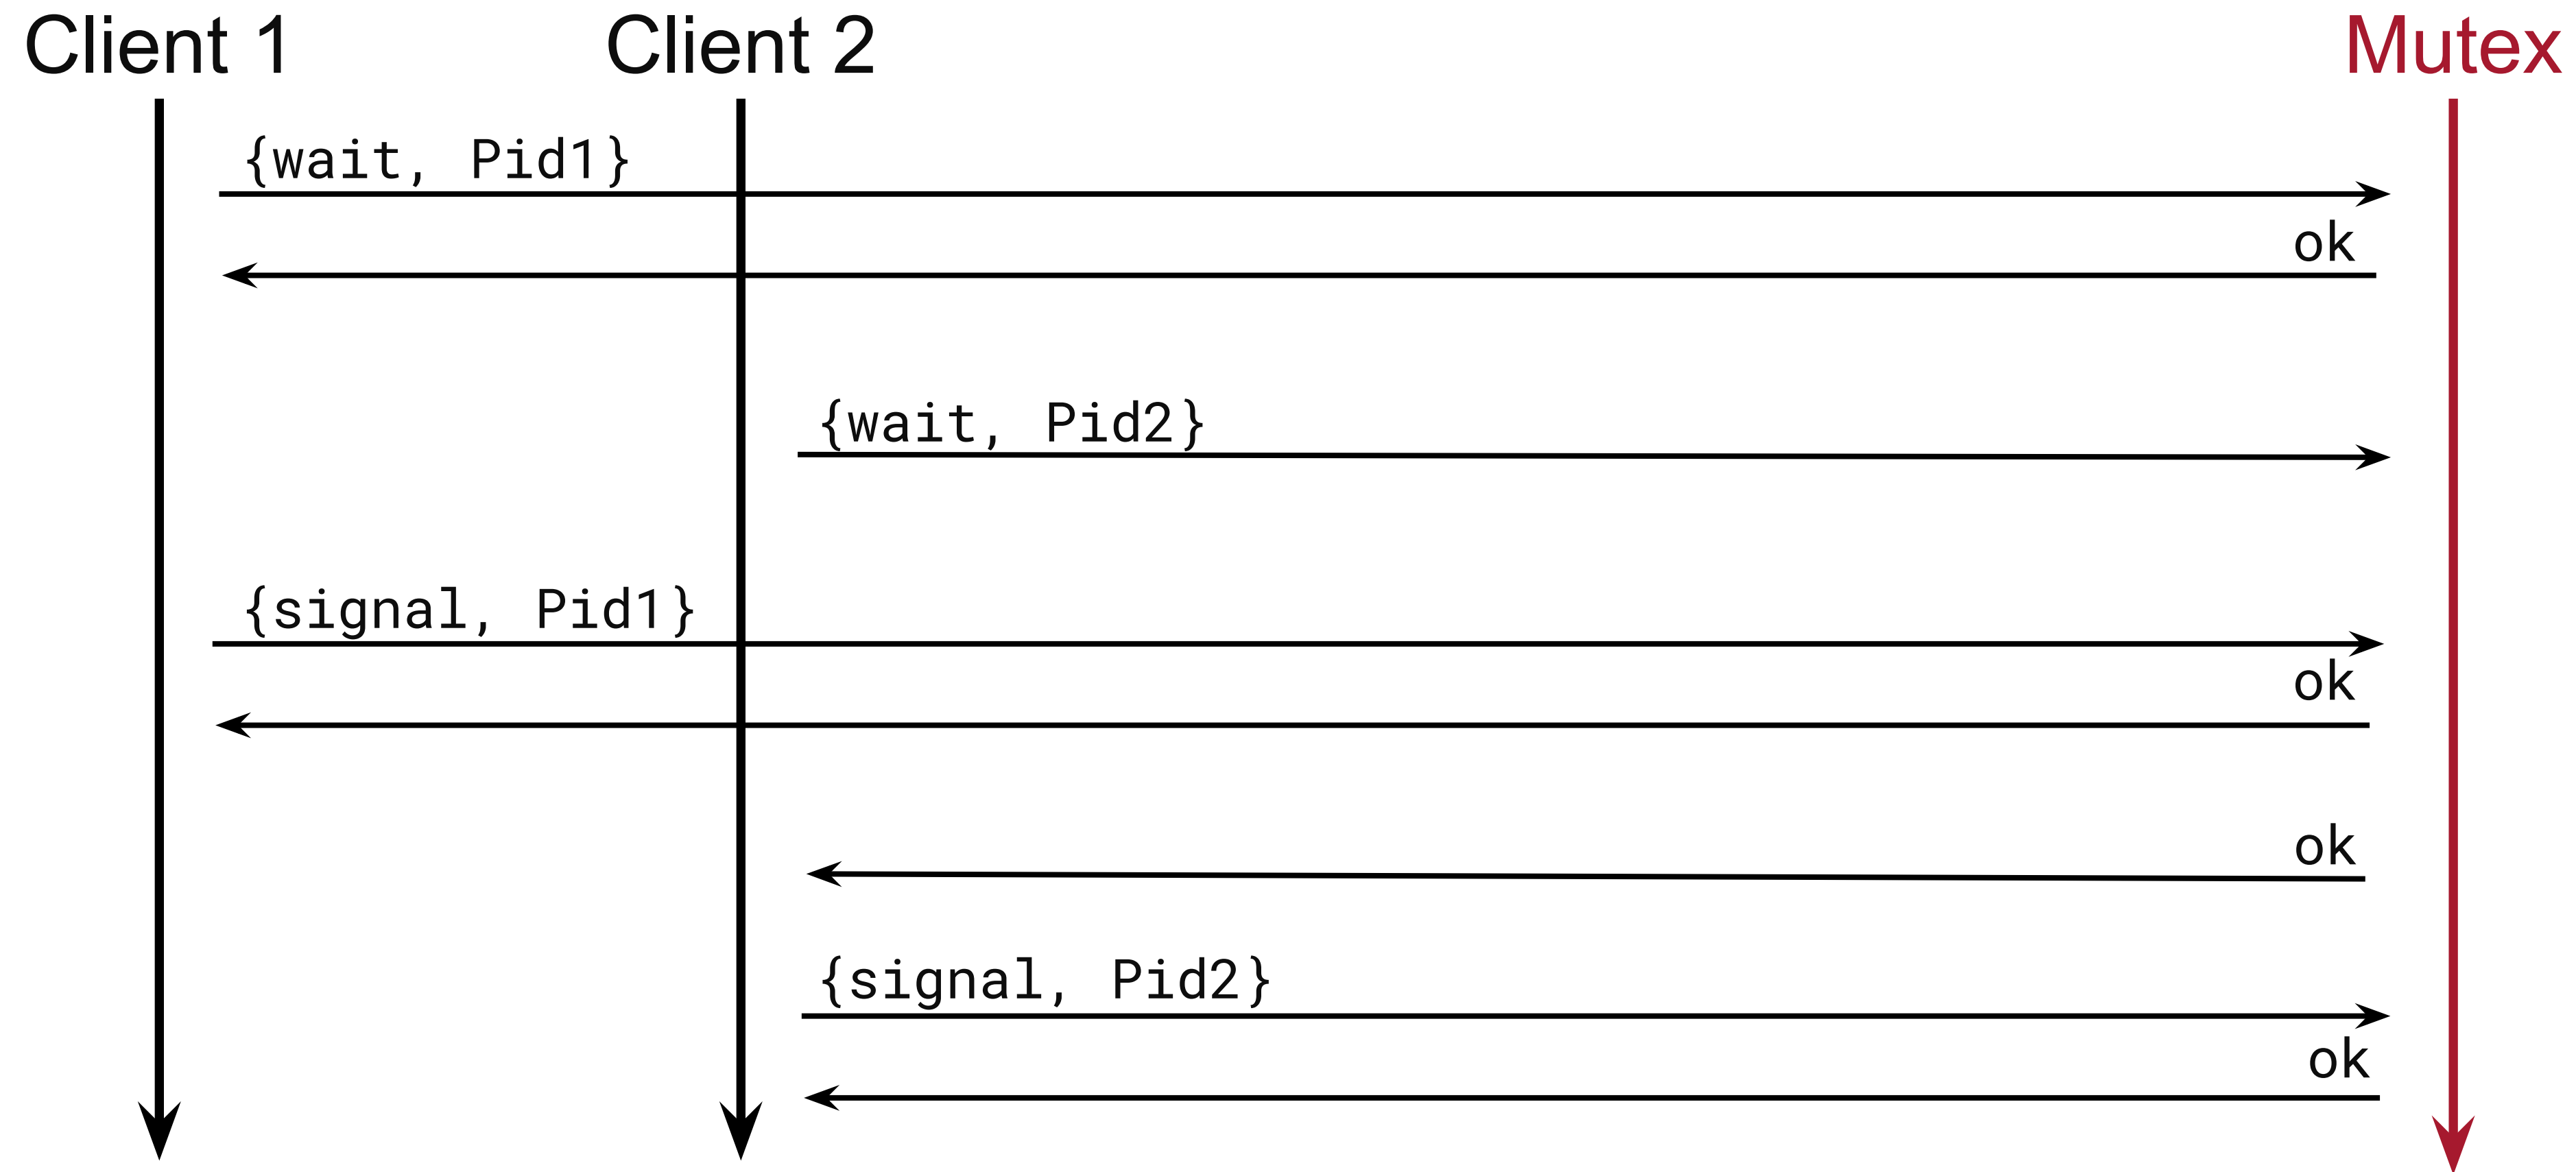 Client 1
Client 2
Mutex
{wait, Pid1}
ok
{wait, Pid2}
{signal, Pid1}
ok
ok
{signal, Pid2}
ok